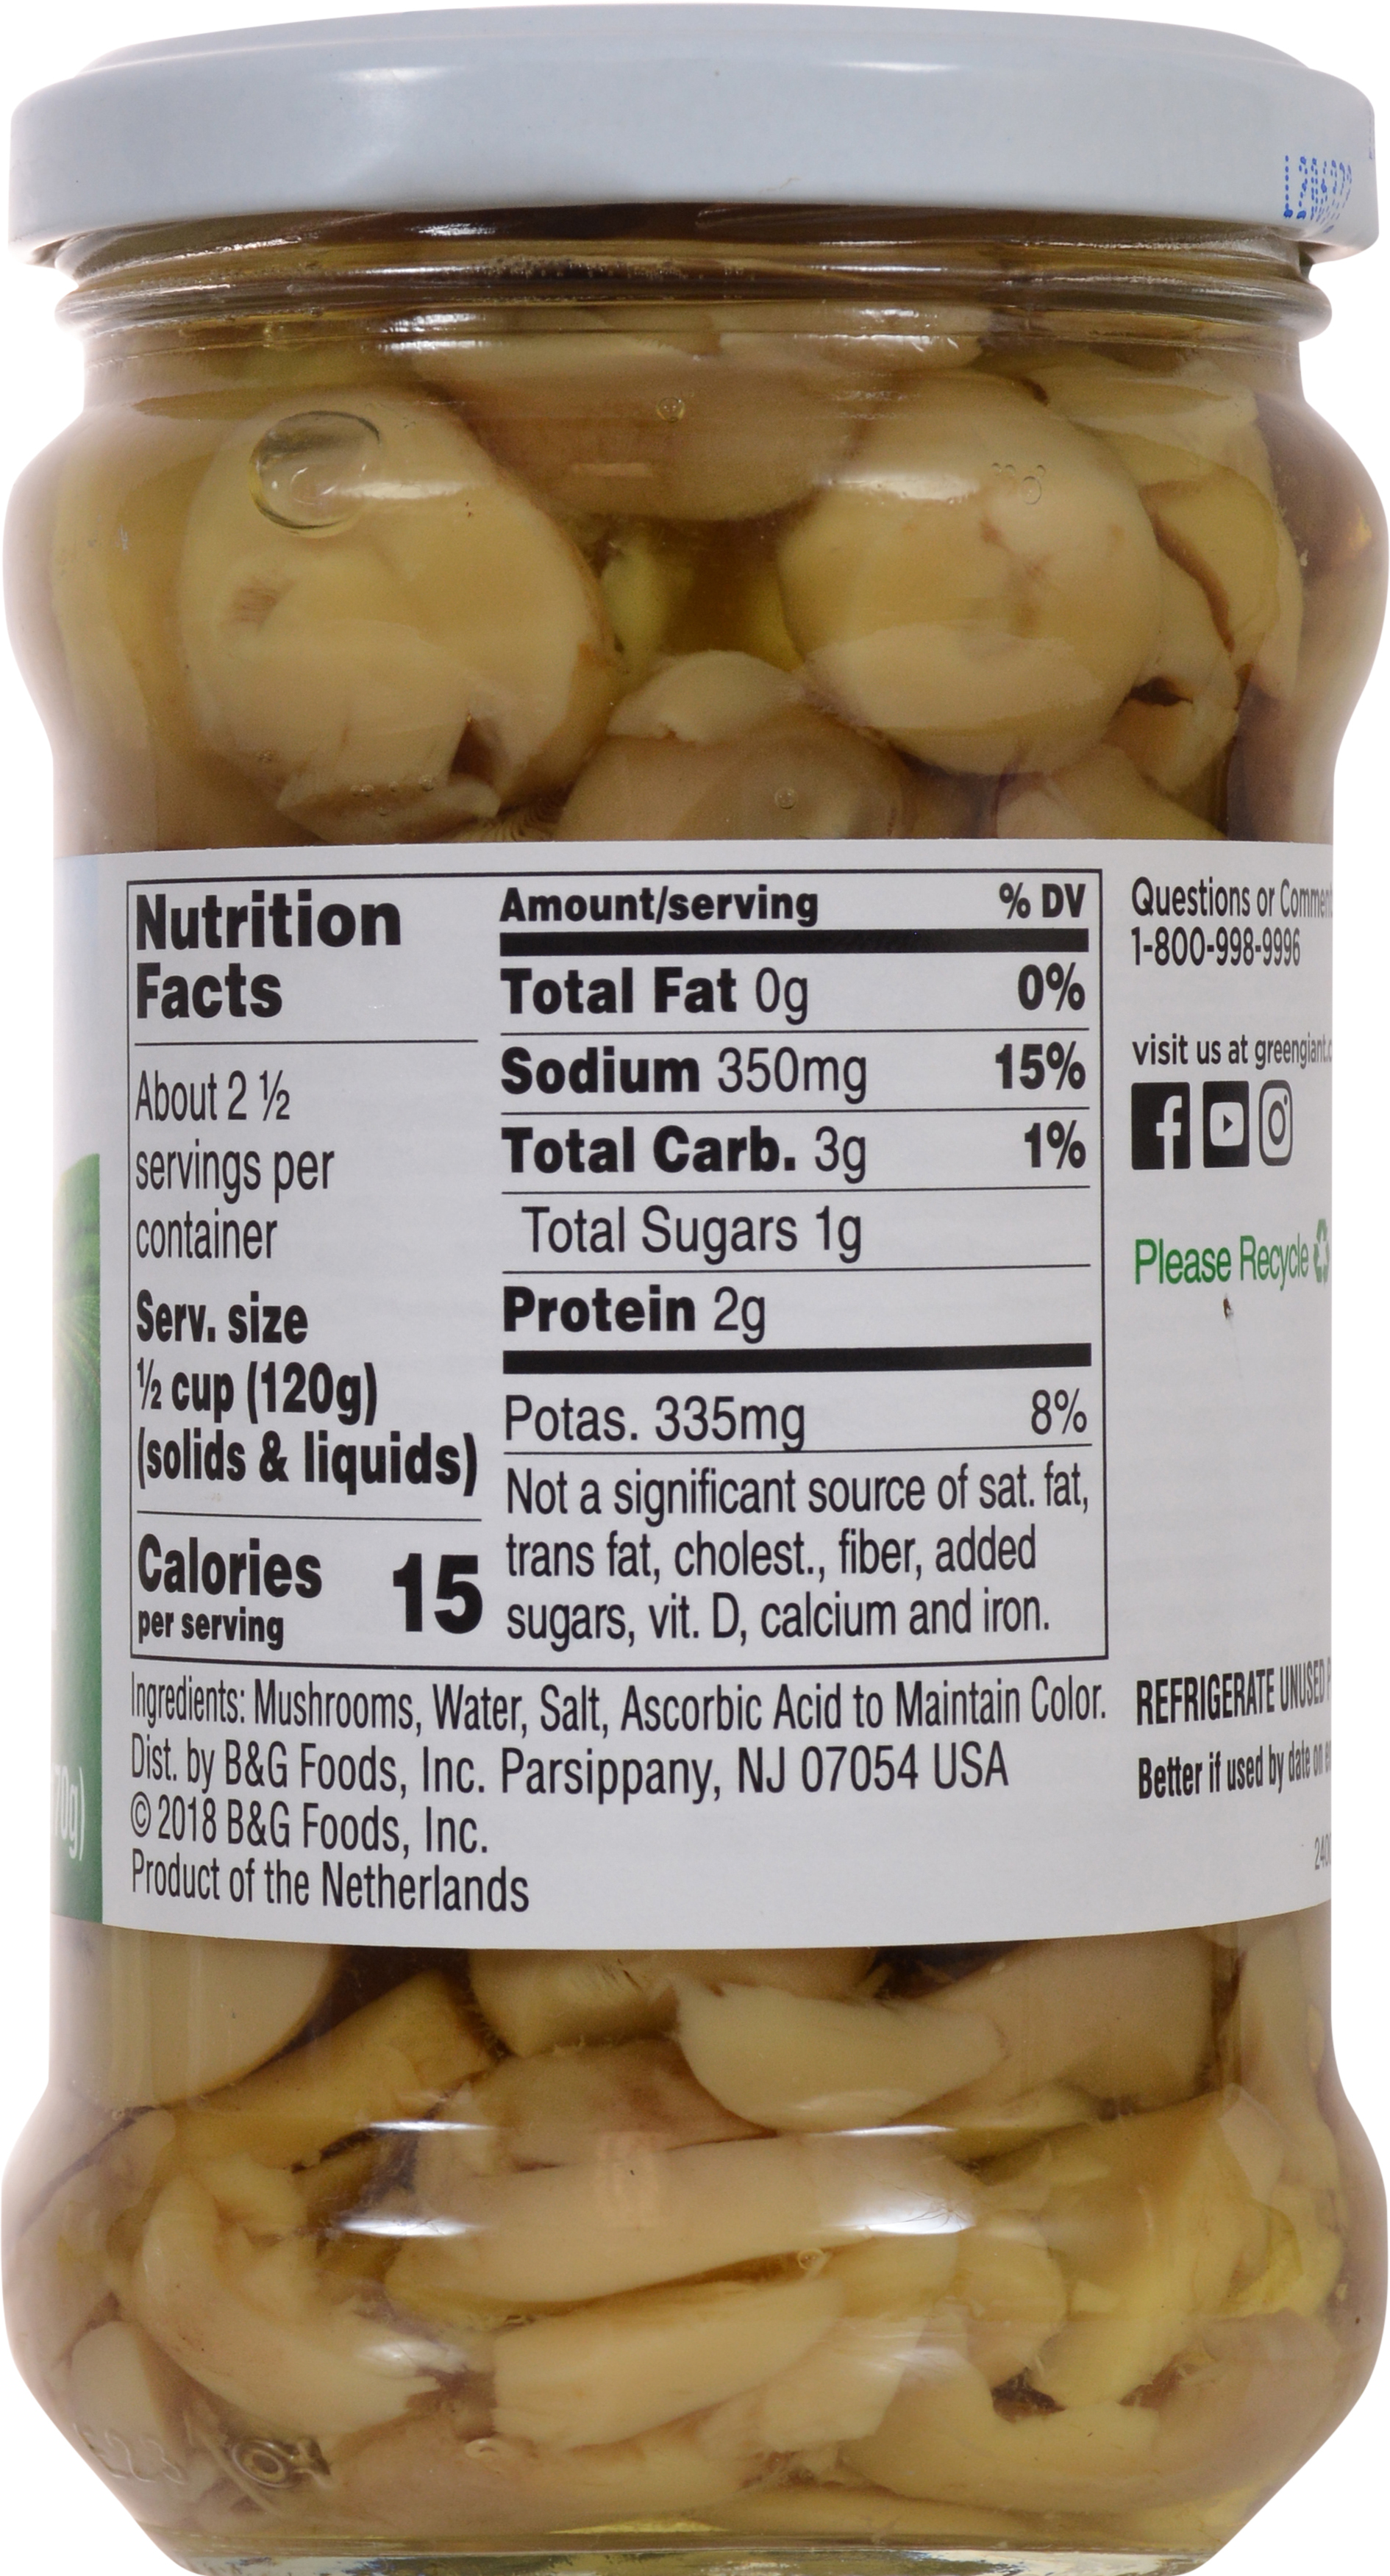 Nutrition
Facts
About 2 ½
servings per
container
Serv. size
½ cup (120g)
(solids & liquids)
Calories 15
per serving
Amount/serving % DV
Total Fat 0g 0%
Sodium 350mg 15%
Total Carb. 3g 1%
Total Sugars 1g
Protein 2g
Potas. 335mg 8%
Not a significant source of sat. fat,
trans fat, cholest., fiber, added
sugars, vit. D, calcium and iron.
Ingredients: Mushrooms, Water, Salt, Ascorbic Acid to Maintain Color.
Dist. by B&G Foods, Inc. Parsippany, NJ 07054 USA
© 2018 B&G Foods, Inc.
Product of the Netherlands
Questions or
1-800-998-9996
visit us at greengiant.c
Please Recycle
REFRIGERATE UNUSED
Better if used by date on
70g)